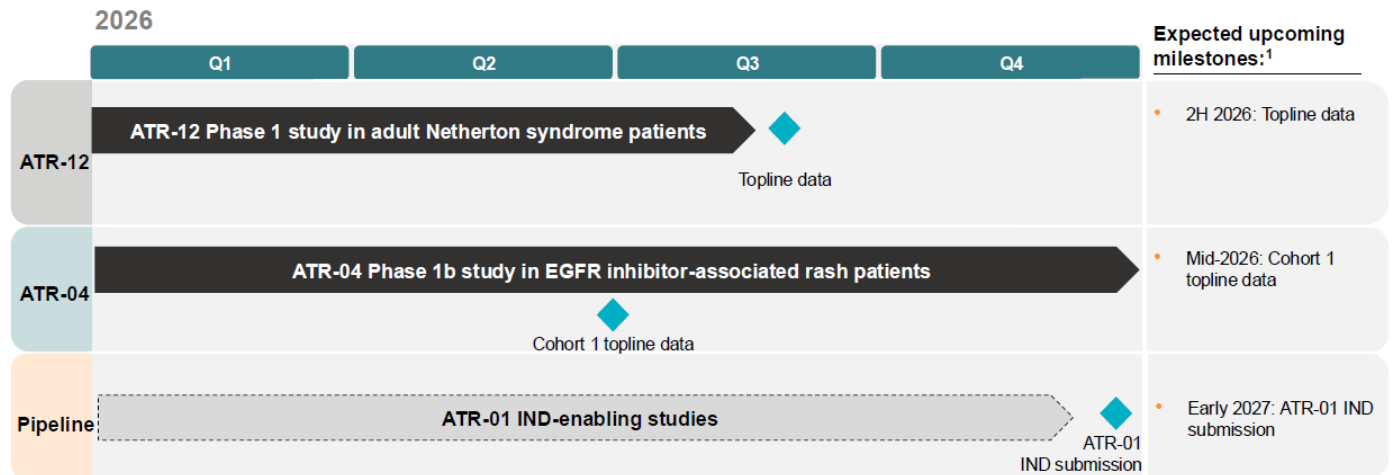 2026
Q1
Q2
Q3
Q4
Expected upcoming
milestones:1
ATR-12
ATR-12 Phase 1 study in adult Netherton syndrome patients
Topline data
• 2H 2026: Topline data
ATR-04
ATR-04 Phase 1b study in EGFR inhibitor-associated rash patients
Cohort 1 topline data
• Mid-2026: Cohort 1
topline data
Pipeline
ATR-01 IND-enabling studies
ATR-01
IND submission
• Early 2027: ATR-01 IND
submission